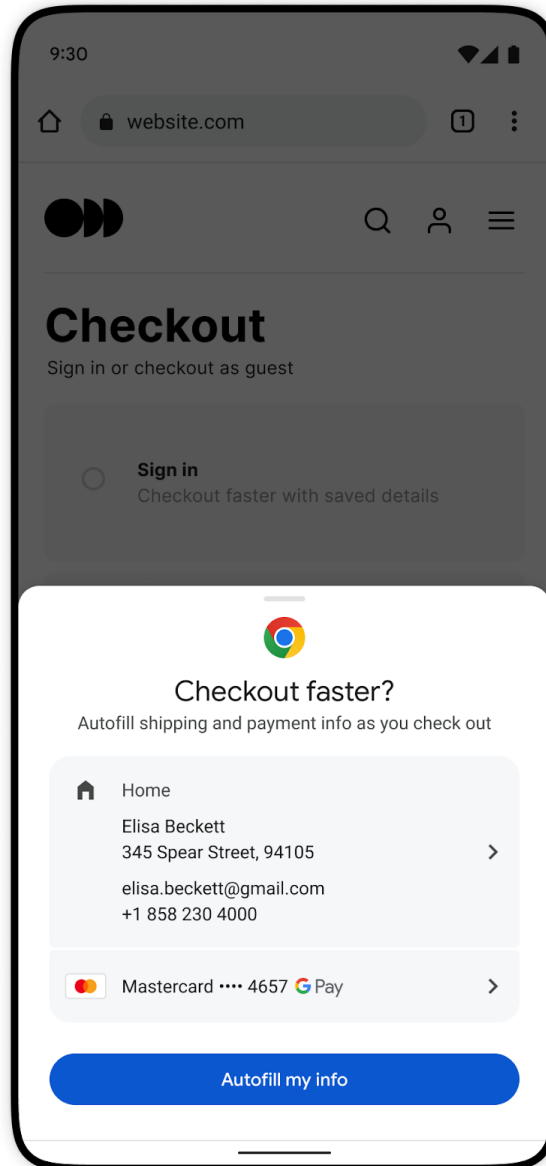 9:30
website.com
1
Checkout
Sign in or checkout as guest
Sign in
Checkout faster with saved details
Checkout faster?
Autofill shipping and payment info as you check out
Home
Elisa Beckett
345 Spear Street, 94105
elisa.beckett@gmail.com
+1 858 230 4000
Mastercard •••• 4657 G Pay
Autofill my info